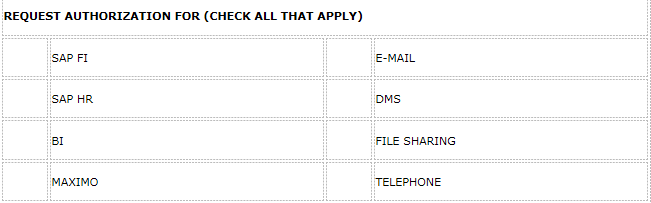 REQUEST AUTHORIZATION FOR (CHECK ALL THAT APPLY)
SAP FI E-MAIL
SAP HR DMS
BI FILE SHARING
MAXIMO TELEPHONE